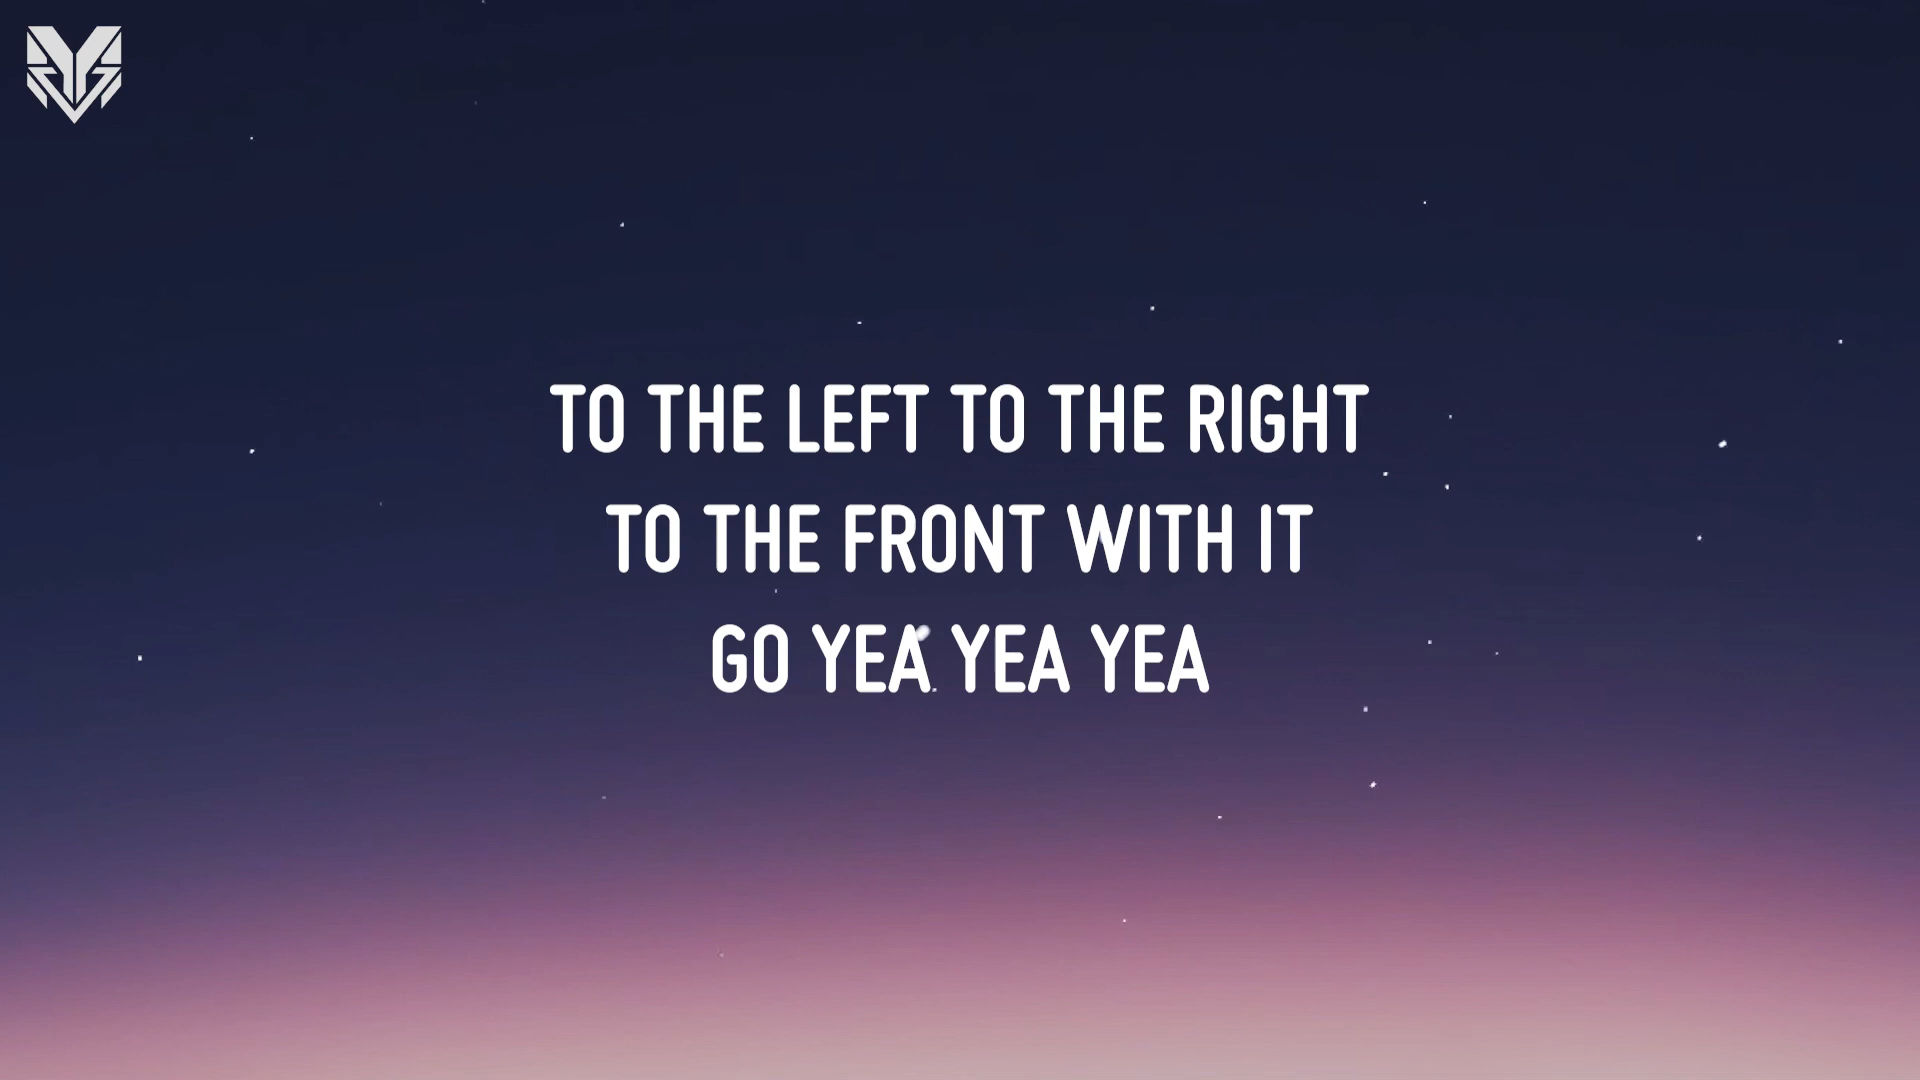 TO THE LEFT TO THE RIGHT
TO THE FRONT WITH IT
GO YEA YEA YEA